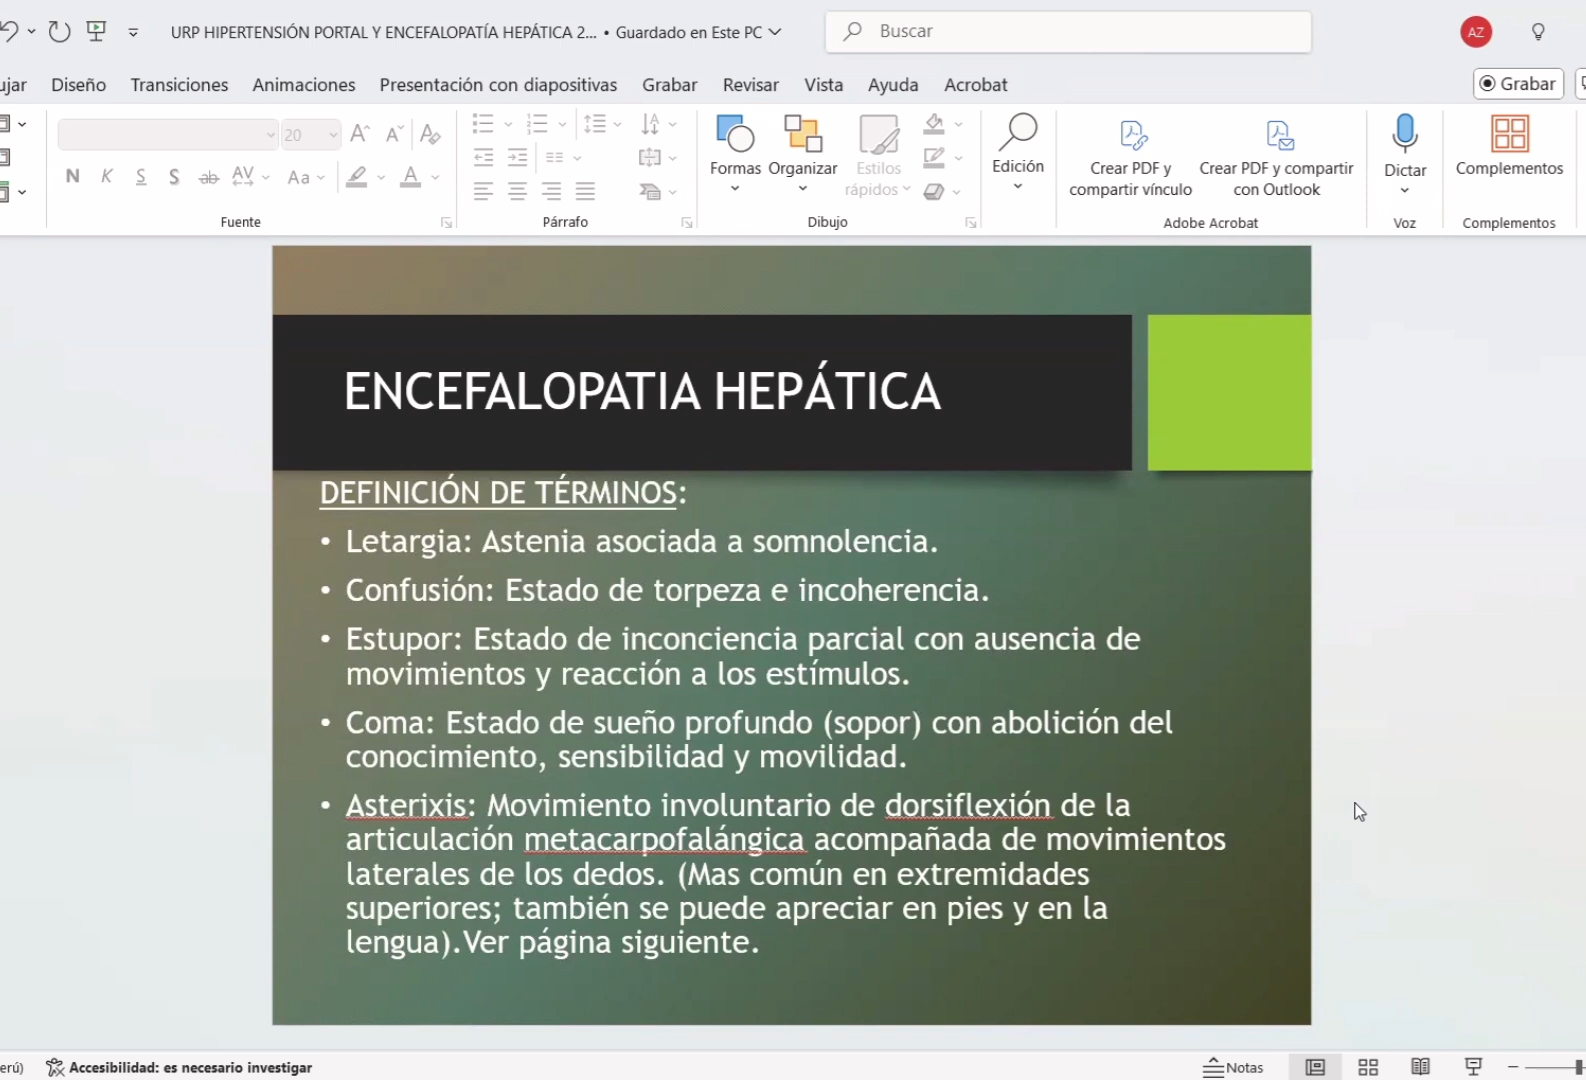 URP HIPERTENSIÓN PORTAL Y ENCEFALOPATÍA HEPÁTICA 2... • Guardado en Este PC
Buscar
AZ
ujar Diseño Transiciones Animaciones Presentación con diapositivas Grabar Revisar Vista Ayuda Acrobat
Grabar
20
N K S S ab AV Aa A
Fuente
Párrafo
Formas Organizar Estilos rápidos
Dibujo
Edición
Crear PDF y compartir vínculo
Crear PDF y compartir con Outlook
Adobe Acrobat
Dictar
Voz
Complementos
Complementos
ENCEFALOPATIA HEPÁTICA
DEFINICIÓN DE TÉRMINOS:
• Letargia: Astenia asociada a somnolencia.
• Confusión: Estado de torpeza e incoherencia.
• Estupor: Estado de inconciencia parcial con ausencia de
movimientos y reacción a los estímulos.
• Coma: Estado de sueño profundo (sopor) con abolición del
conocimiento, sensibilidad y movilidad.
• Asterixis: Movimiento involuntario de dorsiflexión de la
articulación metacarpofalángica acompañada de movimientos
laterales de los dedos. (Mas común en extremidades
superiores; también se puede apreciar en pies y en la
lengua).Ver página siguiente.
erú) Accesibilidad: es necesario investigar
Notas